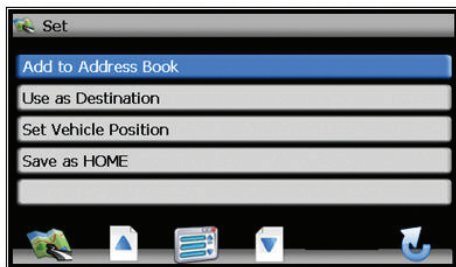 Set
Add to Address Book
Use as Destination
Set Vehicle Position
Save as HOME